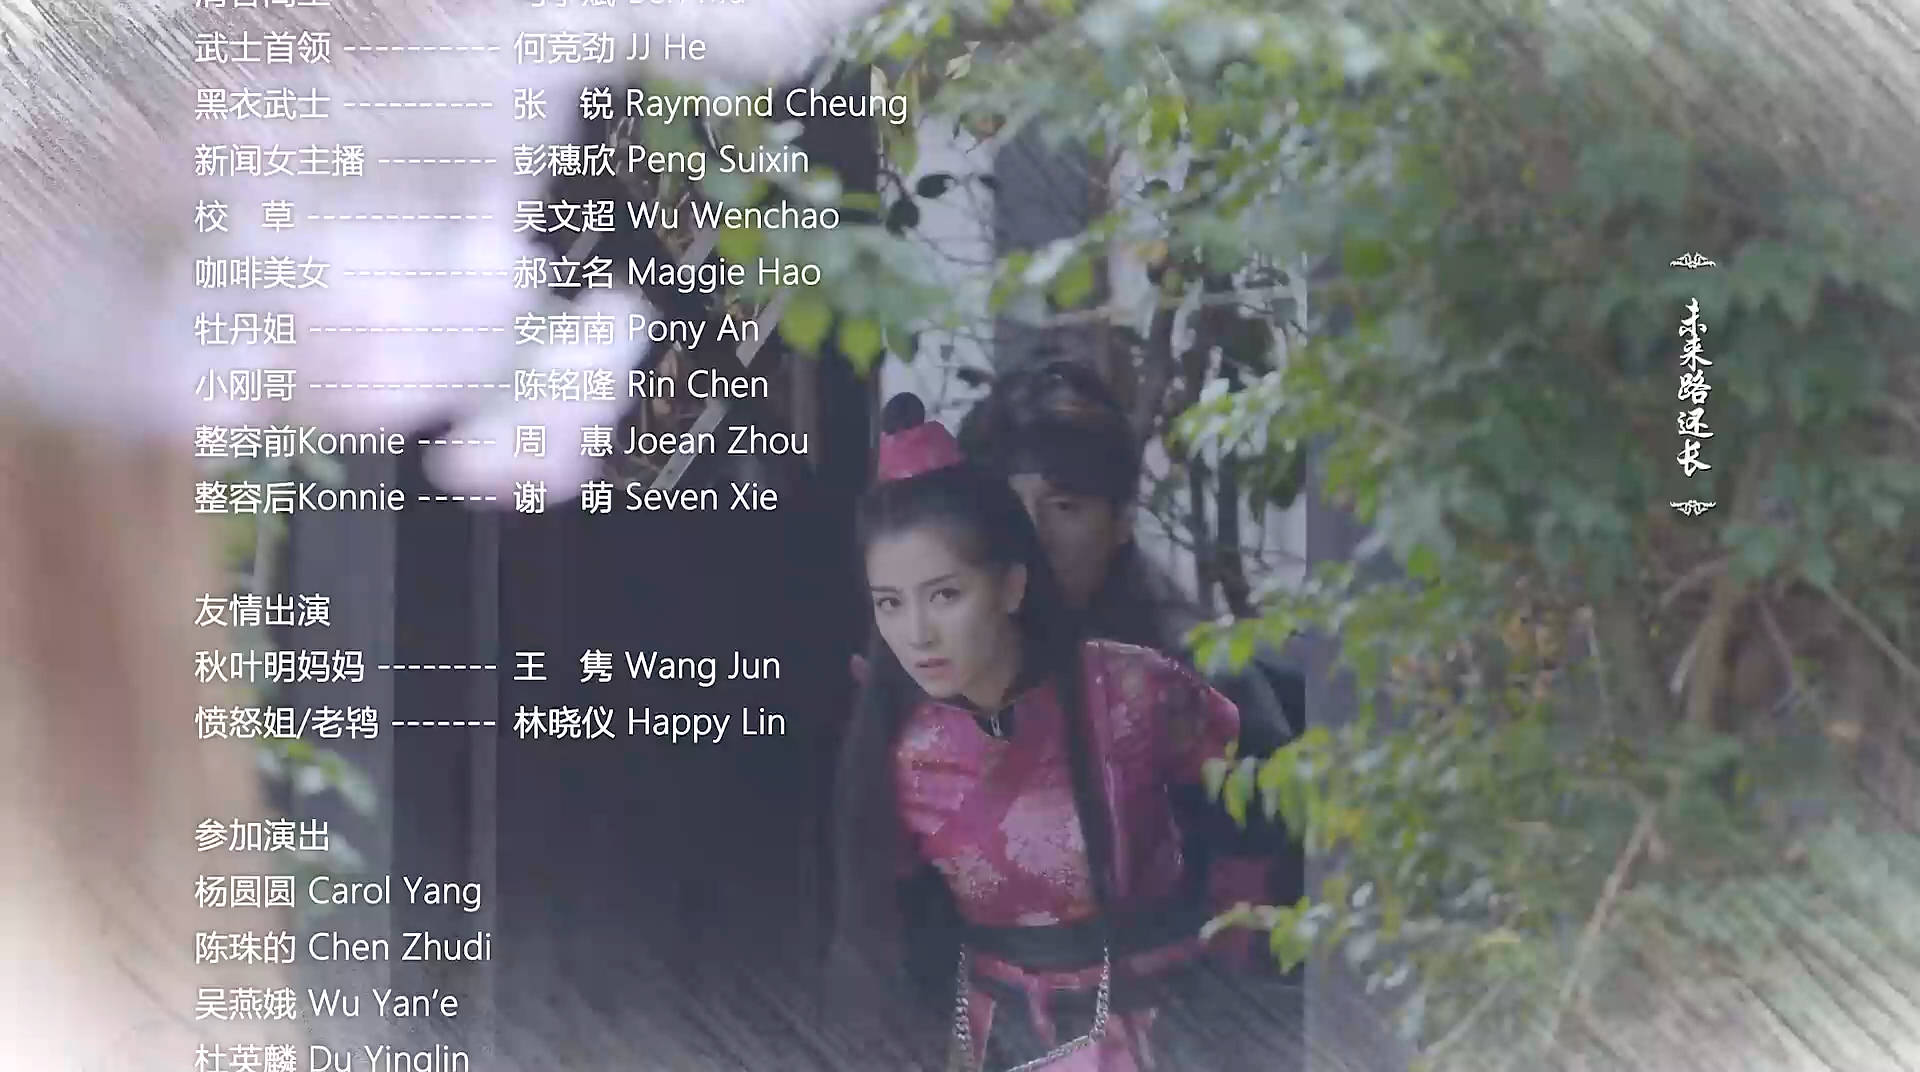 武士首领 ---------- 何竞劲 JJ He
黑衣武士 ---------- 张 锐 Raymond Cheung
新闻女主播 -------- 彭穗欣 Peng Suixin
校 草 ------------ 吴文超 Wu Wenchao
咖啡美女 -----------郝立名 Maggie Hao
牡丹姐 ------------- 安南南 Pony An
小刚哥 -------------陈铭隆 Rin Chen
整容前Konnie ----- 周 惠 Joean Zhou
整容后Konnie ----- 谢 萌 Seven Xie
友情出演
秋叶明妈妈 -------- 王 隽 Wang Jun
愤怒姐/老鸨 ------- 林晓仪 Happy Lin
参加演出
杨圆圆 Carol Yang
陈珠的 Chen Zhudi
吴燕娥 Wu Yan’e
杜英麟 Du Yinglin
未来路还长